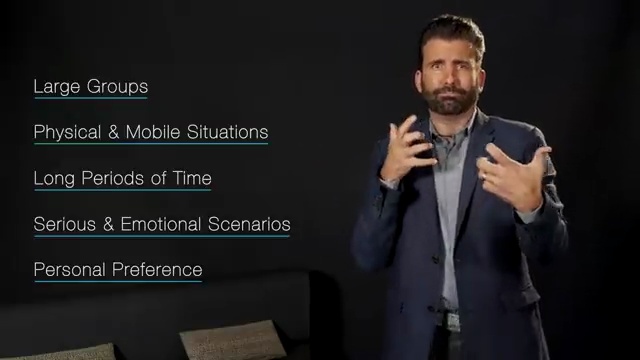 Large Groups
Physical & Mobile Situations
Long Periods of Time
Serious & Emotional Scenarios
Personal Preference